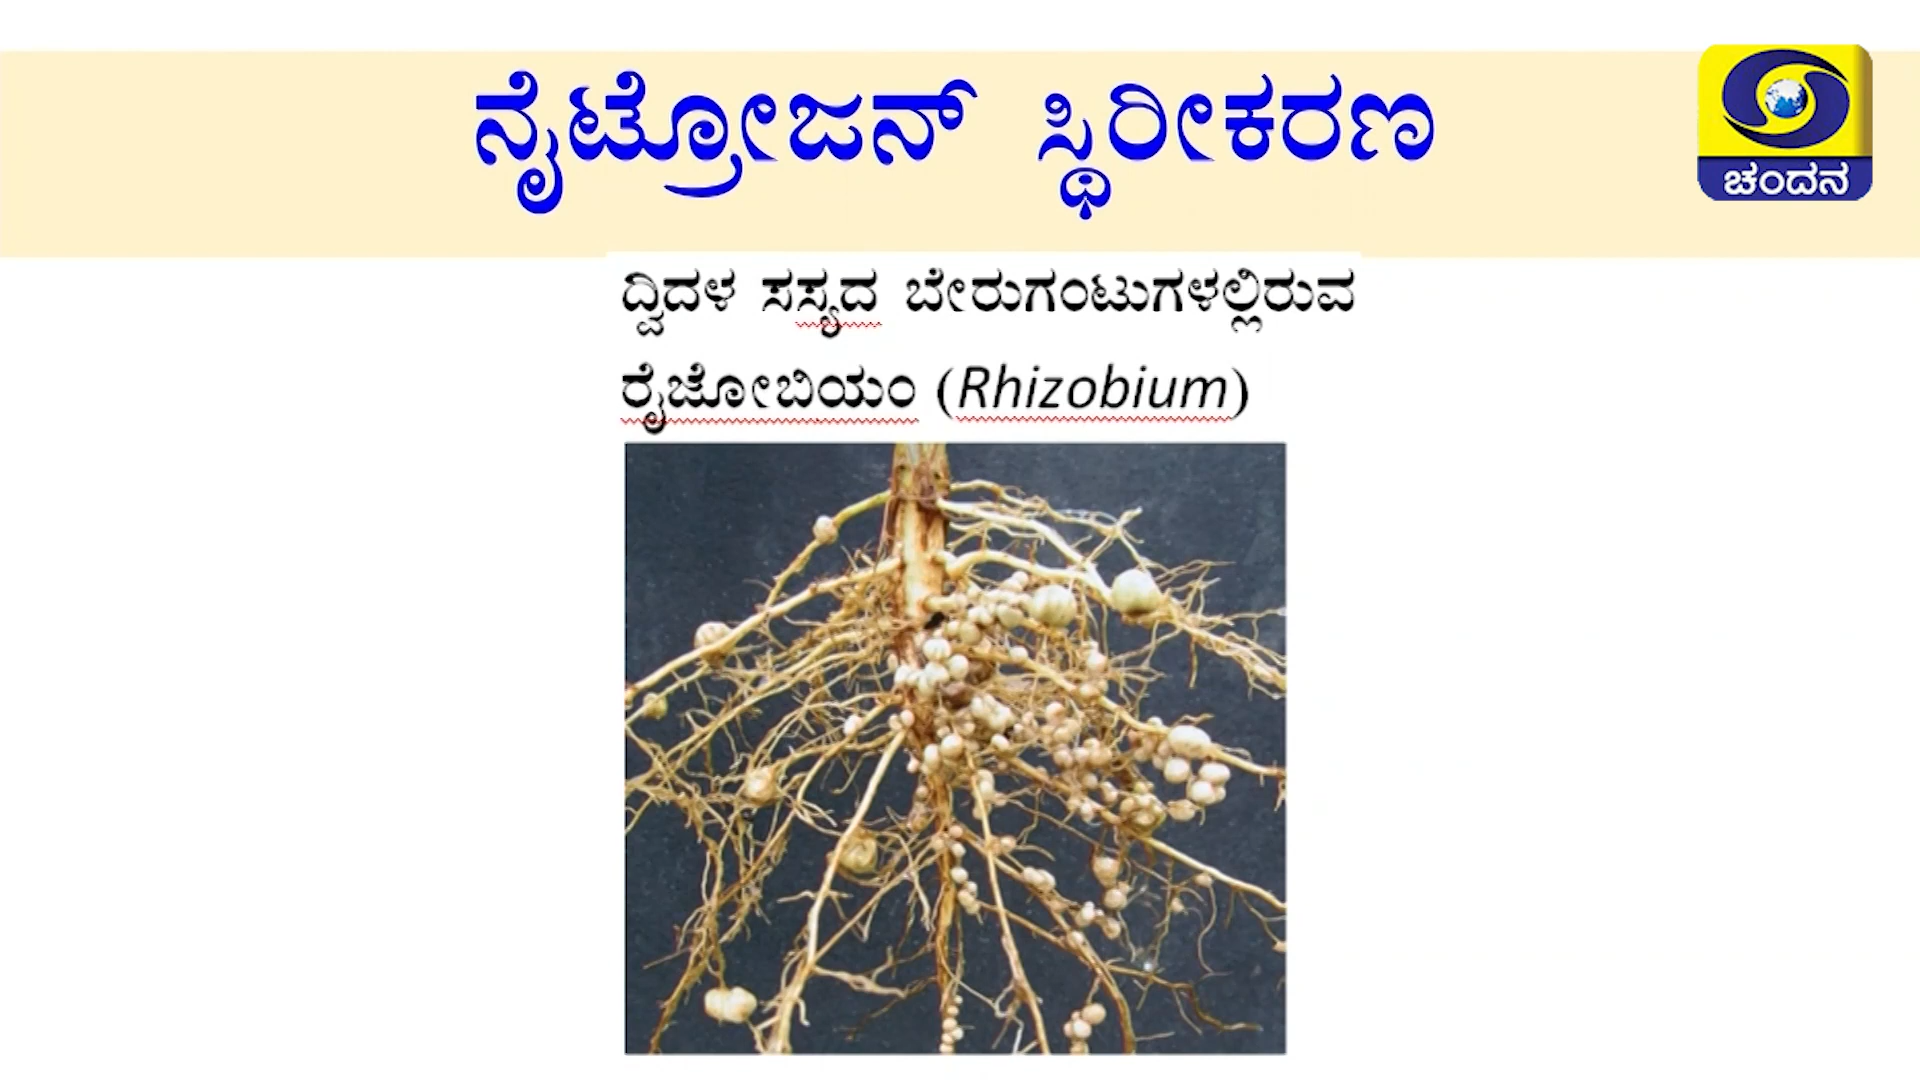 ನೈಟ್ರೋಜನ್ ಸ್ಥಿರೀಕರಣ
ಚಂದನ
ದ್ವಿದಳ ಸಸ್ಯದ ಬೇರುಗಂಟುಗಳಲ್ಲಿರುವ
ರೈಜೋಬಿಯಂ (Rhizobium)